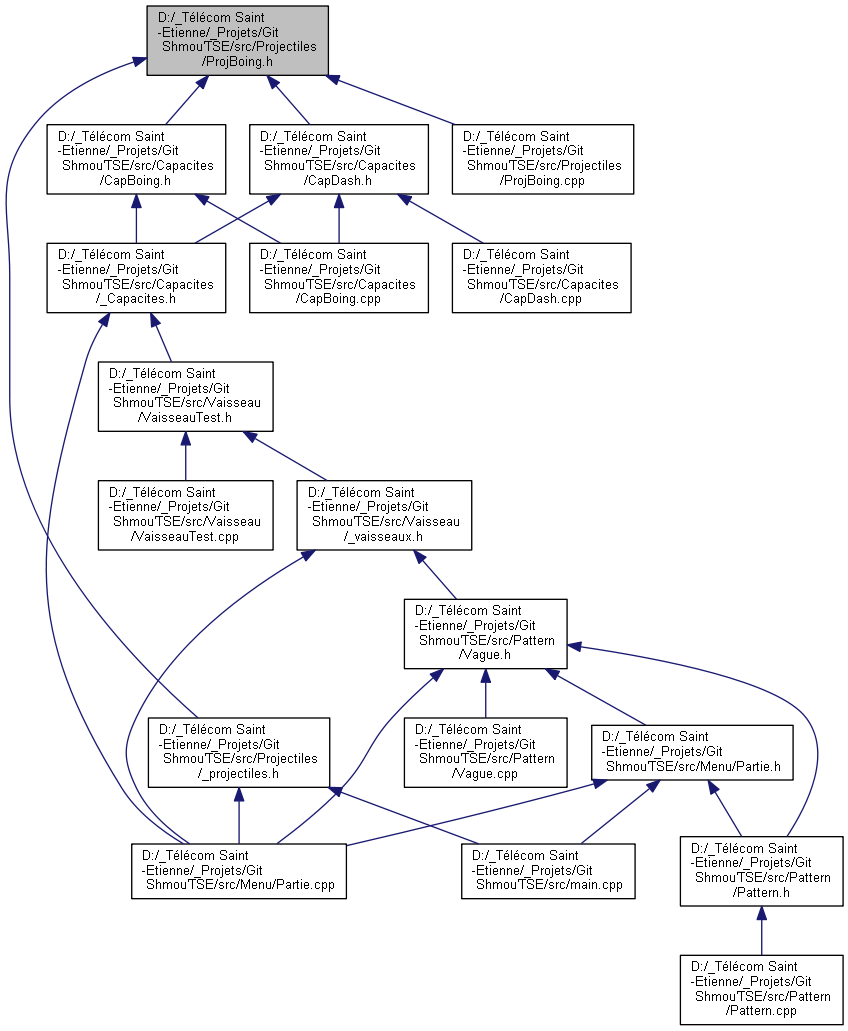 D:/_Télécom Saint
-Etienne/_Projets/Git
ShmouTSE/src/Projectiles
/ProjBoing.h
D:/_Télécom Saint
-Etienne/_Projets/Git
ShmouTSE/src/Capacites
/CapBoing.h
D:/_Télécom Saint
-Etienne/_Projets/Git
ShmouTSE/src/Capacites
/CapDash.h
D:/_Télécom Saint
-Etienne/_Projets/Git
ShmouTSE/src/Projectiles
/ProjBoing.cpp
D:/_Télécom Saint
-Etienne/_Projets/Git
ShmouTSE/src/Capacites
/_Capacites.h
D:/_Télécom Saint
-Etienne/_Projets/Git
ShmouTSE/src/Capacites
/CapBoing.cpp
D:/_Télécom Saint
-Etienne/_Projets/Git
ShmouTSE/src/Capacites
/CapDash.cpp
D:/_Télécom Saint
-Etienne/_Projets/Git
ShmouTSE/src/Vaisseau
/VaisseauTest.h
D:/_Télécom Saint
-Etienne/_Projets/Git
ShmouTSE/src/Vaisseau
/VaisseauTest.cpp
D:/_Télécom Saint
-Etienne/_Projets/Git
ShmouTSE/src/Vaisseau
/_vaisseaux.h
D:/_Télécom Saint
-Etienne/_Projets/Git
ShmouTSE/src/Pattern
/Vague.h
D:/_Télécom Saint
-Etienne/_Projets/Git
ShmouTSE/src/Projectiles
/_projectiles.h
D:/_Télécom Saint
-Etienne/_Projets/Git
ShmouTSE/src/Pattern
/Vague.cpp
D:/_Télécom Saint
-Etienne/_Projets/Git
ShmouTSE/src/Menu/Partie.h
D:/_Télécom Saint
-Etienne/_Projets/Git
ShmouTSE/src/Menu/Partie.cpp
D:/_Télécom Saint
-Etienne/_Projets/Git
ShmouTSE/src/main.cpp
D:/_Télécom Saint
-Etienne/_Projets/Git
ShmouTSE/src/Pattern
/Pattern.h
D:/_Télécom Saint
-Etienne/_Projets/Git
ShmouTSE/src/Pattern
/Pattern.cpp